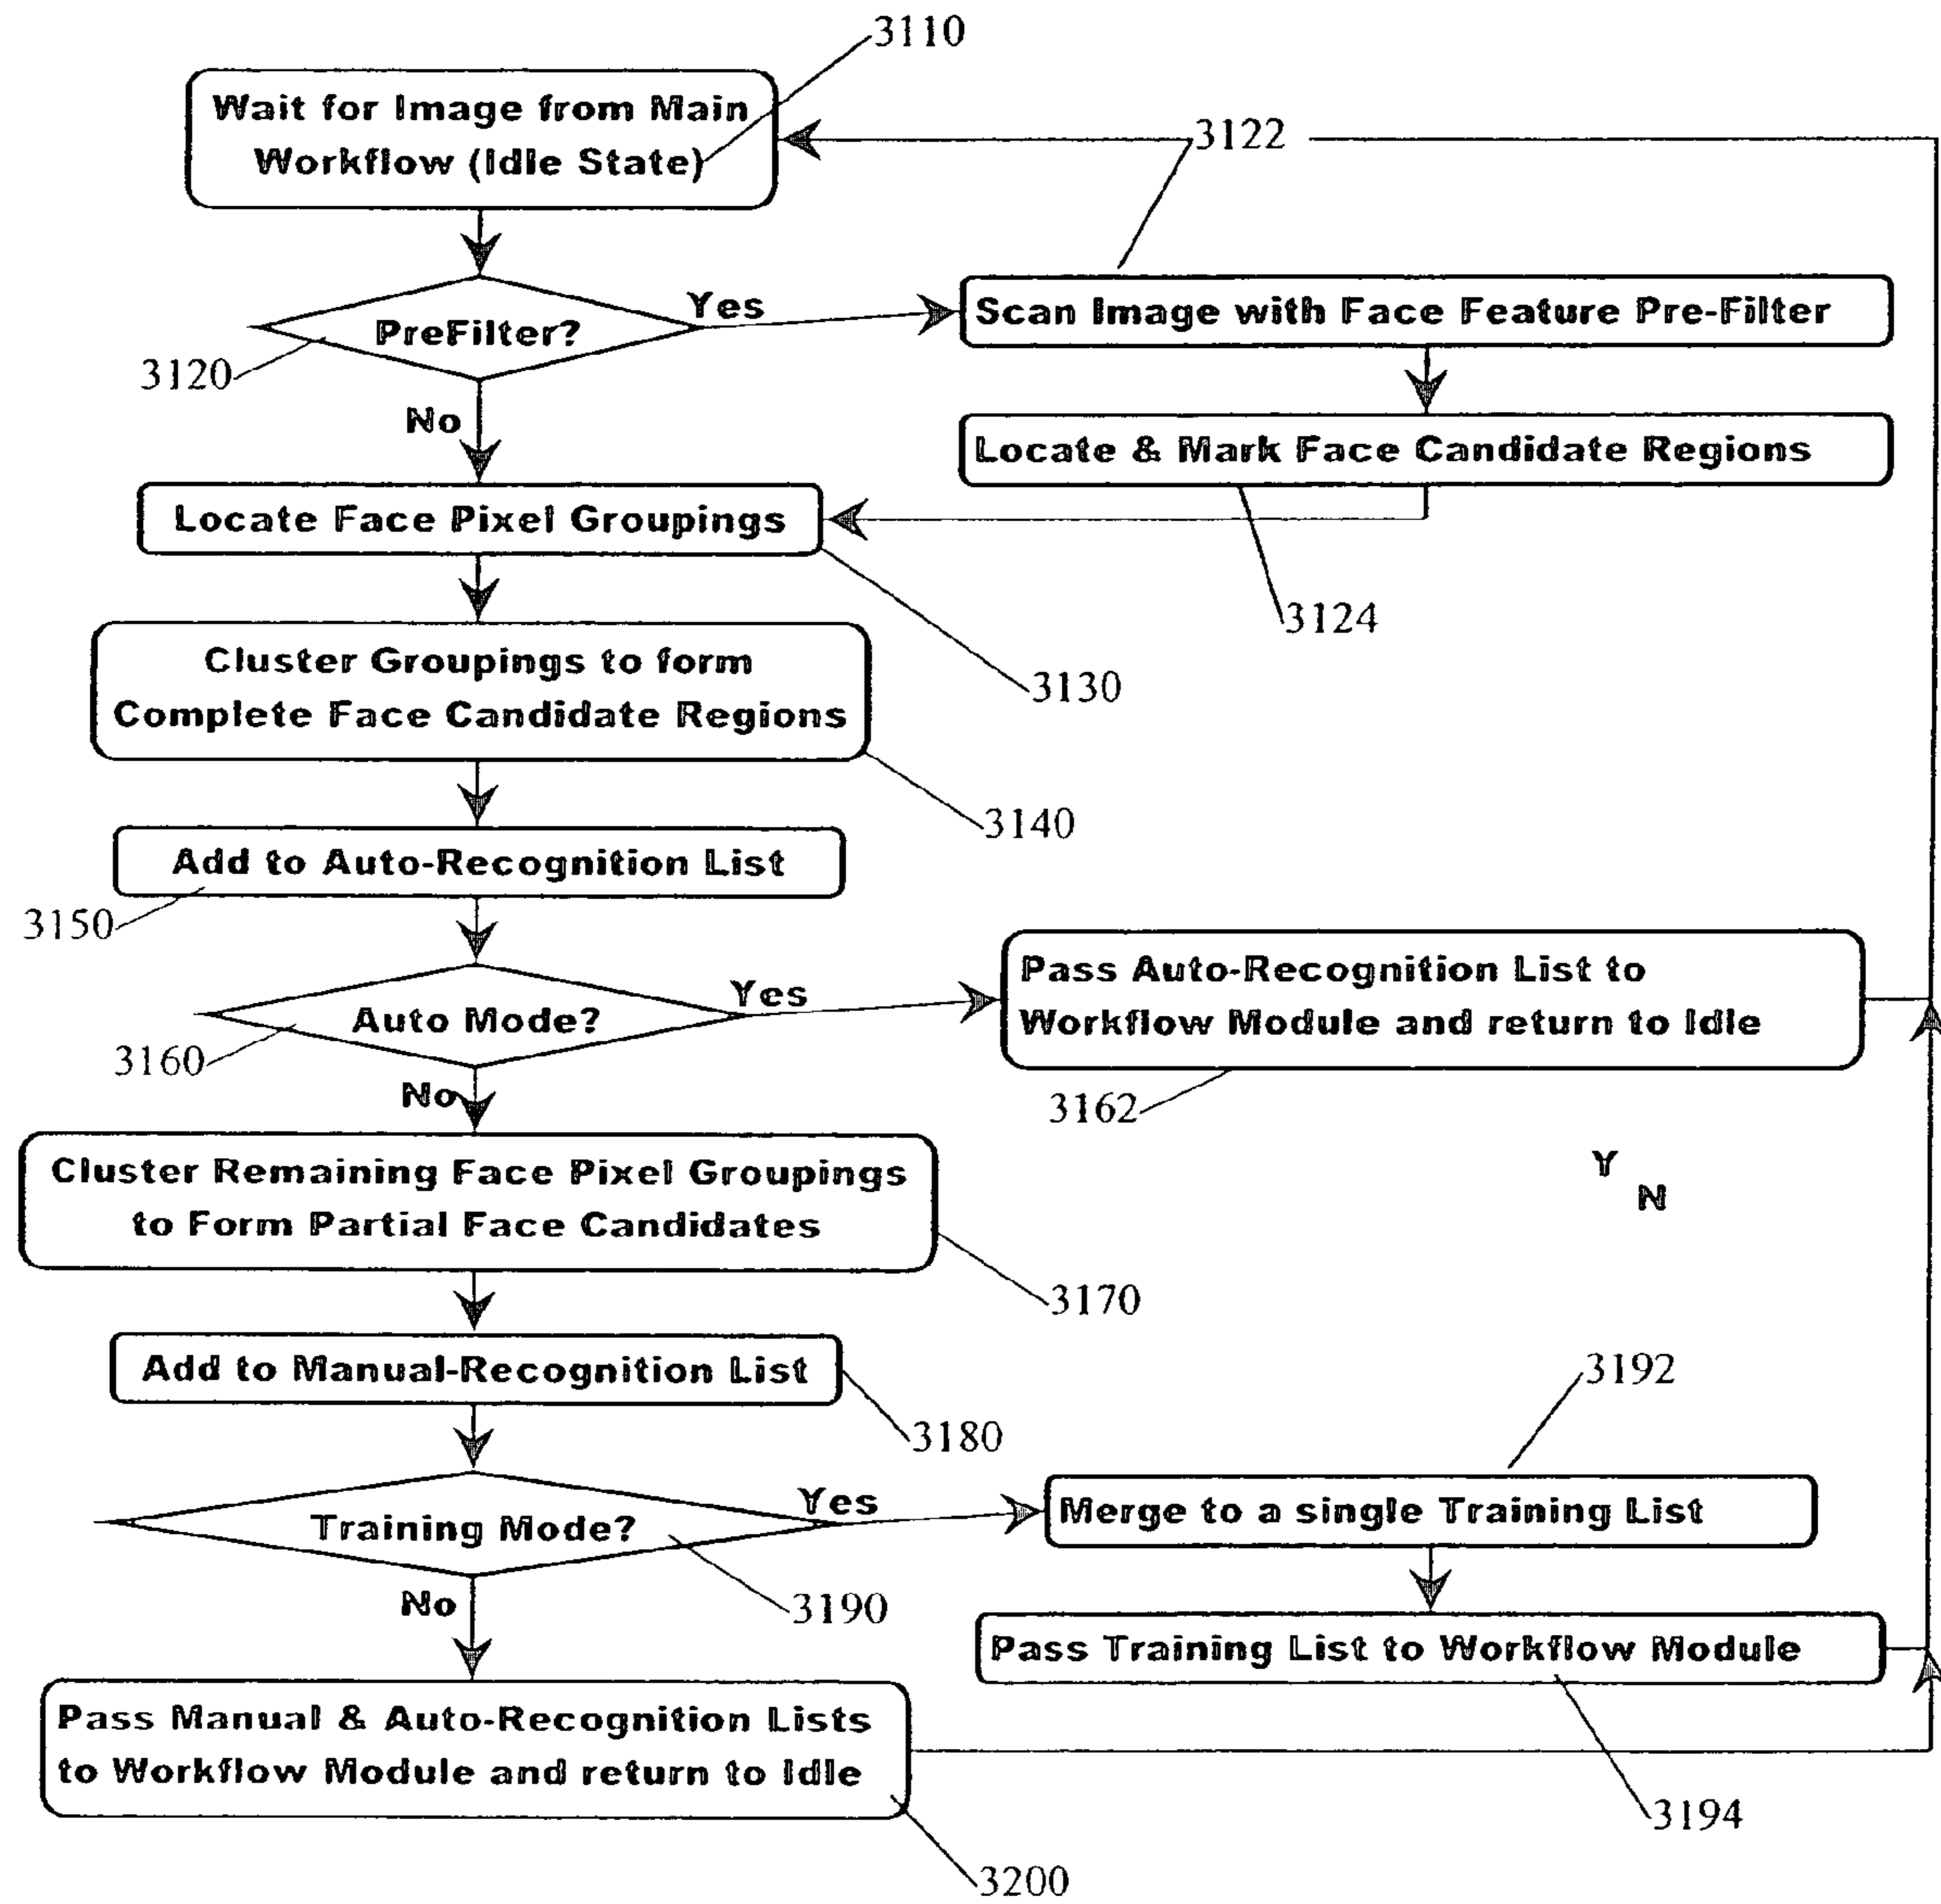 3110
Wait for Image from Main
Workflow (Idle State)
3122
PreFilter?
Yes
3120
No
Scan Image with Face Feature Pre-Filter
Locate & Mark Face Candidate Regions
3124
Locate Face Pixel Groupings
3130
Cluster Groupings to form
Complete Face Candidate Regions
3140
Add to Auto-Recognition List
3150
Auto Mode?
Yes
3160
No
Pass Auto-Recognition List to
Workflow Module and return to Idle
3162
Y
N
Cluster Remaining Face Pixel Groupings
to Form Partial Face Candidates
3170
Add to Manual-Recognition List
3180
Training Mode?
Yes
3190
No
3192
Merge to a single Training List
Pass Training List to Workflow Module
3194
Pass Manual & Auto-Recognition Lists
to Workflow Module and return to Idle
3200